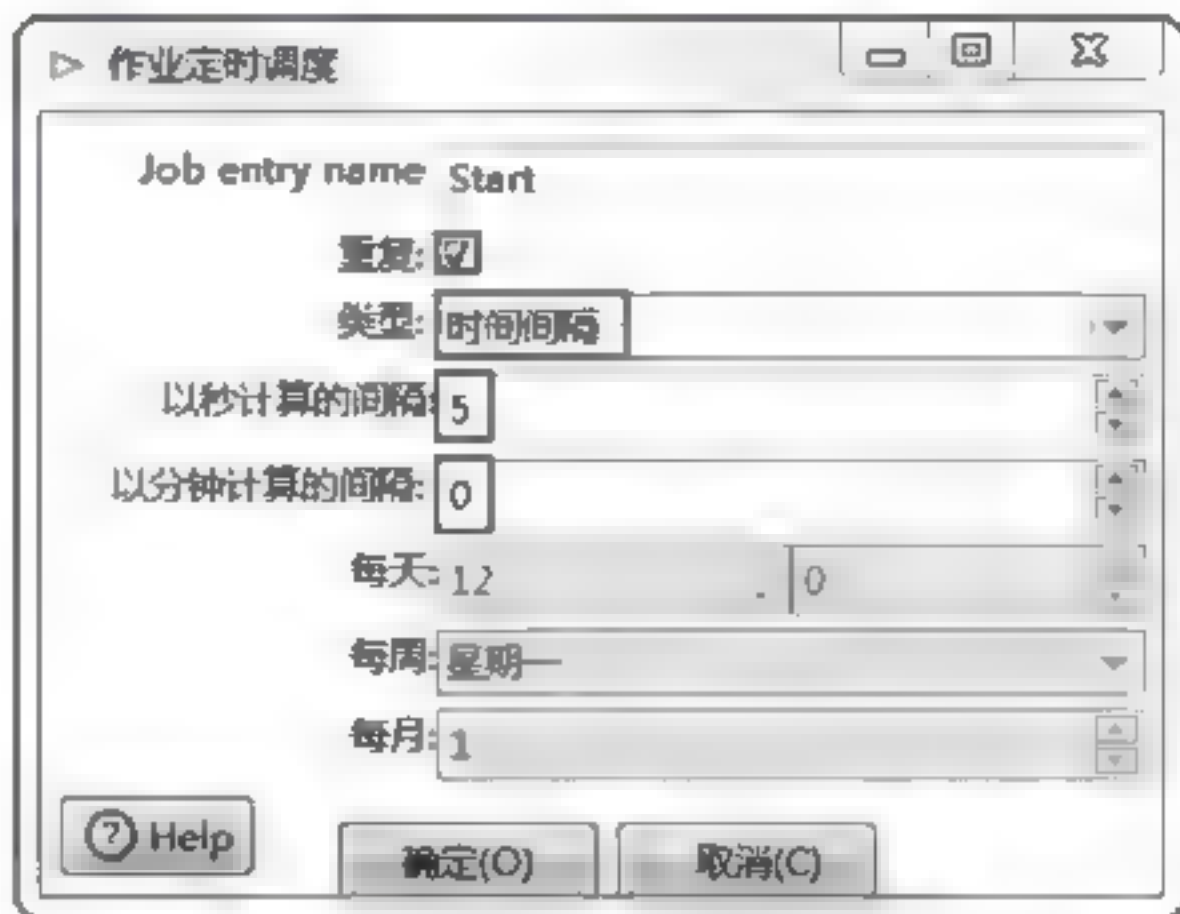 作业定时调度
Job entry name Start
重复:
类型: 时间间隔
以秒计算的间隔: 5
以分钟计算的间隔: 0
每天: 12 0
每周: 星期一
每月: 1
Help 确定(O) 取消(C)